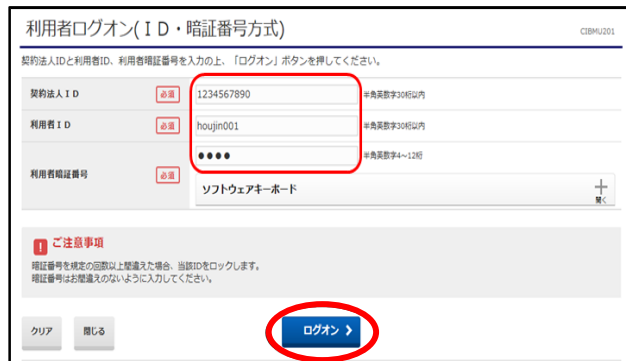 利用者ログオン(ＩＤ・暗証番号方式)
CIBMU201
契約法人IDと利用者ID、利用者暗証番号を入力の上、「ログオン」ボタンを押してください。
契約法人ＩＤ 必須 1234567890 半角英数字30桁以内
利用者ＩＤ 必須 houjin001 半角英数字30桁以内
●●●● 半角英数字4～12桁
利用者暗証番号 必須
ソフトウェアキーボード
開く
! ご注意事項
暗証番号を規定の回数以上間違えた場合、当該IDをロックします。
暗証番号はお間違えのないように入力してください。
クリア 閉じる ログオン ❯